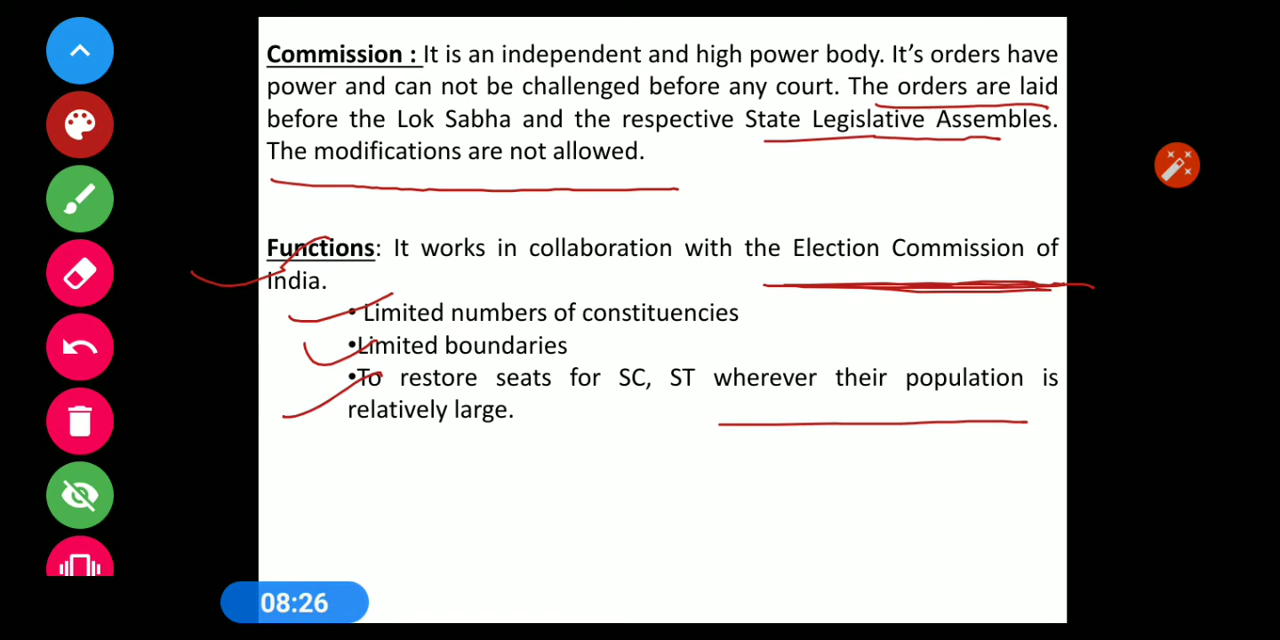 Commission : It is an independent and high power body. It's orders have
power and can not be challenged before any court. The orders are laid
before the Lok Sabha and the respective State Legislative Assembles.
The modifications are not allowed.
Functions: It works in collaboration with the Election Commission of
India.
• Limited numbers of constituencies
•Limited boundaries
•To restore seats for SC, ST wherever their population is
relatively large.
08:26